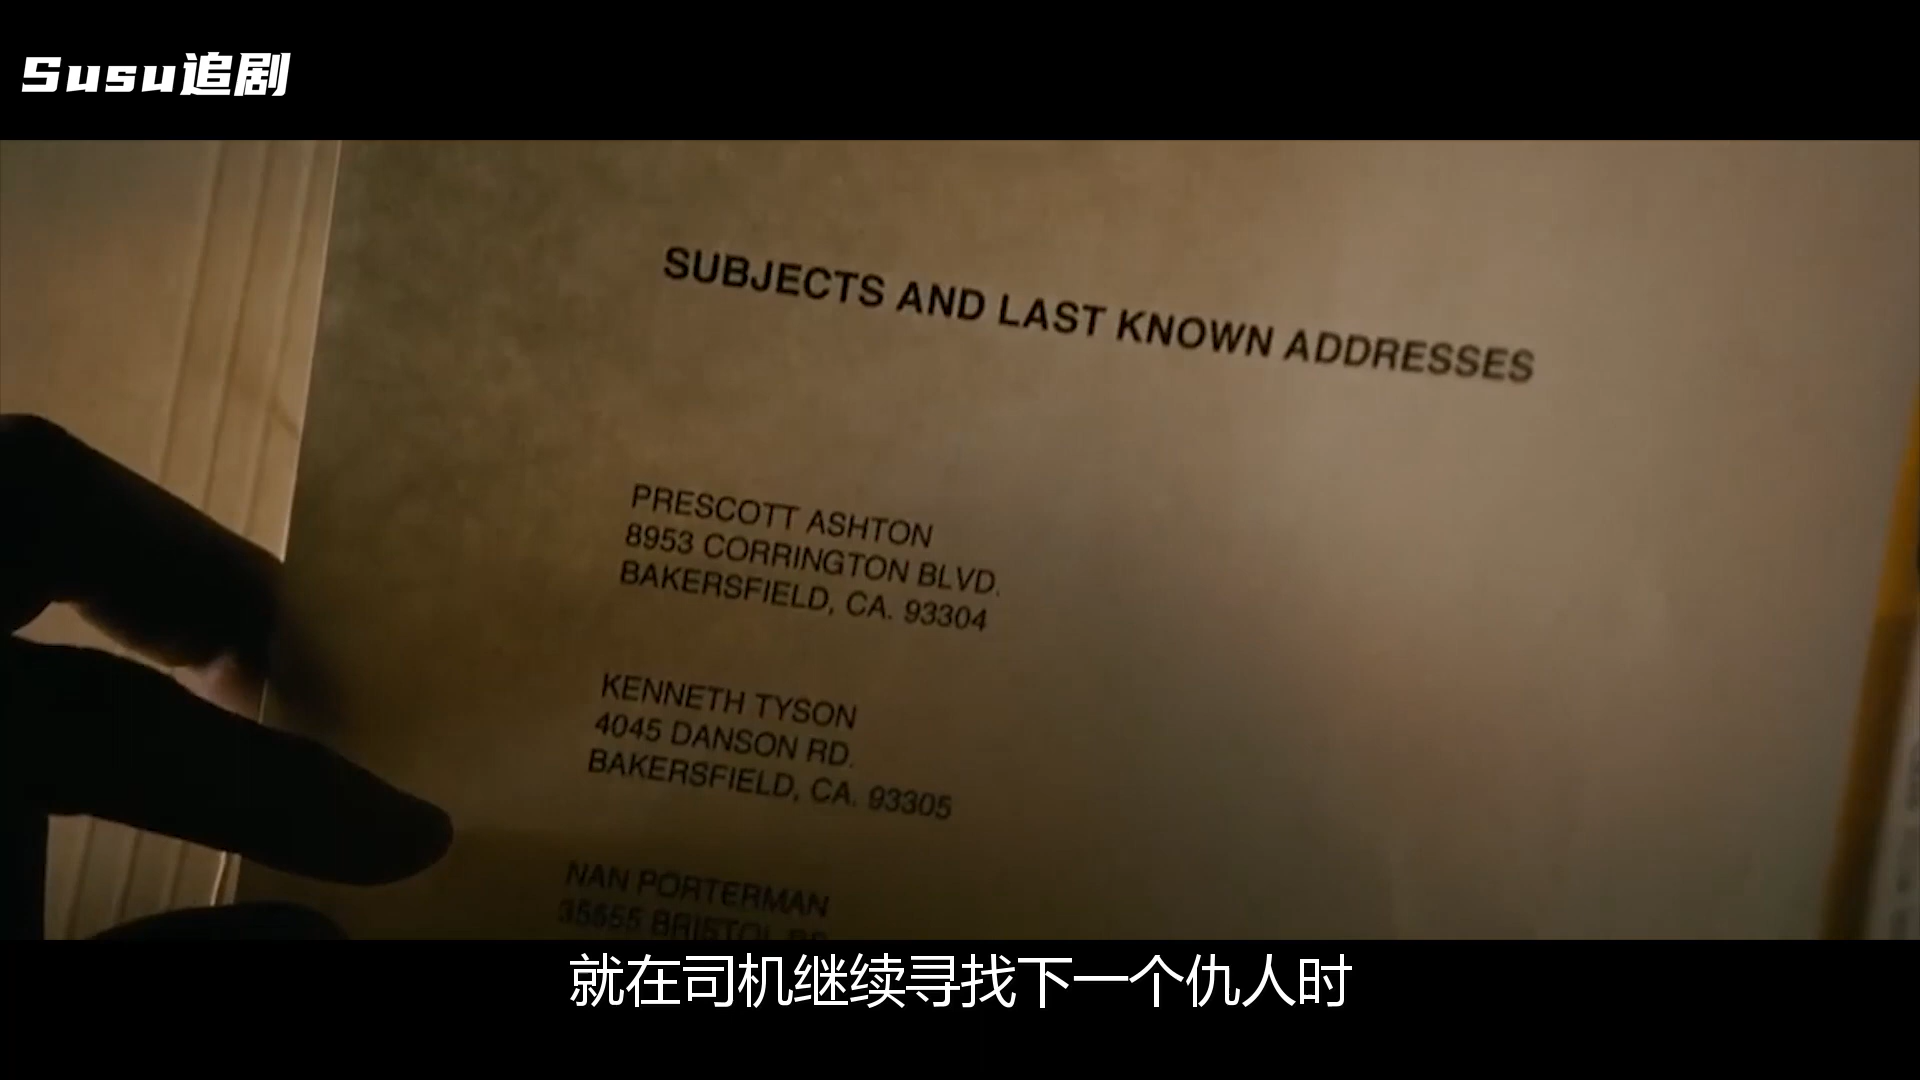 Susu追剧
SUBJECTS AND LAST KNOWN ADDRESSES
PRESCOTT ASHTON
8953 CORRINGTON BLVD.
BAKERSFIELD, CA. 93304
KENNETH TYSON
4045 DANSON RD.
BAKERSFIELD, CA. 93305
NAN PORTERMAN
35555 BRISTOL
就在司机继续寻找下一个仇人时